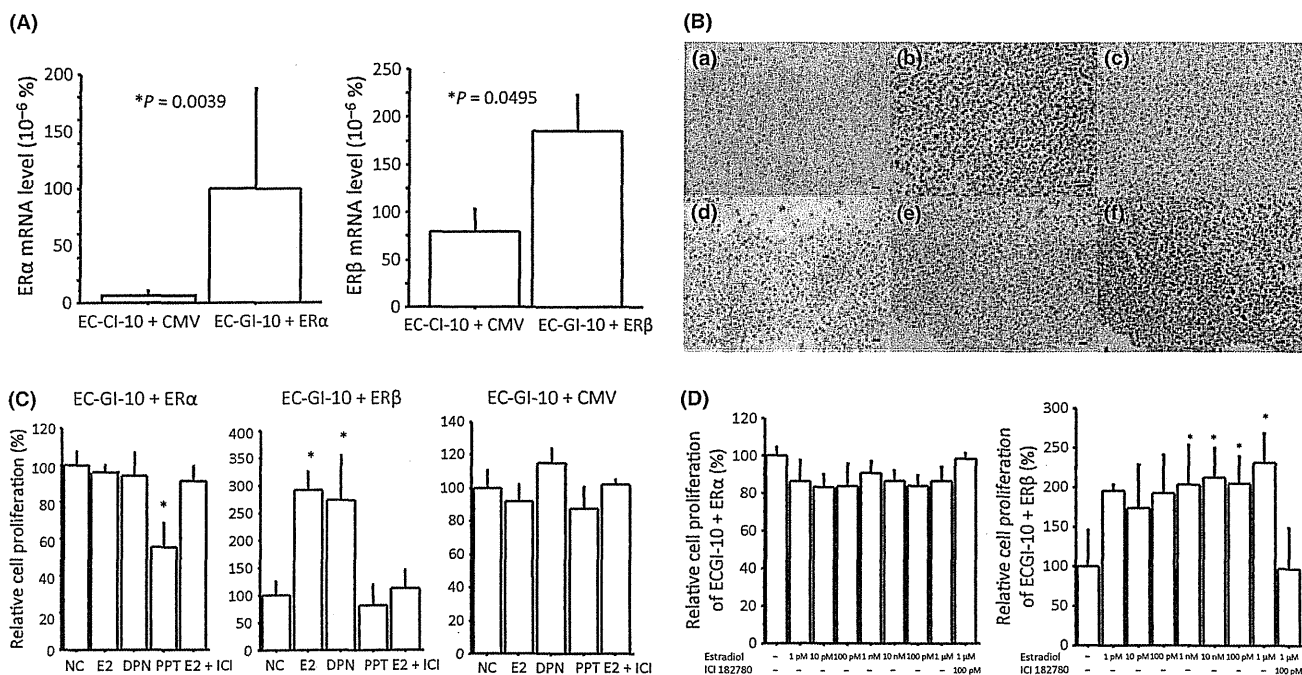 (A)
200
150
100
50
0
ERα mRNA level (10⁻⁶ %)
*P = 0.0039
EC-CI-10 + CMV
EC-GI-10 + ERα
250
200
150
100
50
0
ERβ mRNA level (10⁻⁶ %)
*P = 0.0495
EC-CI-10 + CMV
EC-GI-10 + ERβ
(B)
(a)
(b)
(c)
(d)
(e)
(f)
(C)
EC-GI-10 + ERα
Relative cell proliferation (%)
120
100
80
60
40
20
0
*
NC E2 DPN PPT E2 + ICI
EC-GI-10 + ERβ
400
350
300
250
200
150
100
50
0
* *
NC E2 DPN PPT E2 + ICI
EC-GI-10 + CMV
140
120
100
80
60
40
20
0
NC E2 DPN PPT E2 + ICI
(D)
Relative cell proliferation
of ECGI-10 + ERα (%)
120
100
80
60
40
20
0
Estradiol – 1 pM 10 pM 100 pM 1 nM 10 nM 100 pM 1 μM 1 μM
ICI 182780 – – – – – – – – 100 pM
Relative cell proliferation
of ECGI-10 + ERβ (%)
300
250
200
150
100
50
0
* * * *
Estradiol – 1 pM 10 pM 100 pM 1 nM 10 nM 100 pM 1 μM 1 μM
ICI 182780 – – – – – – – – 100 pM